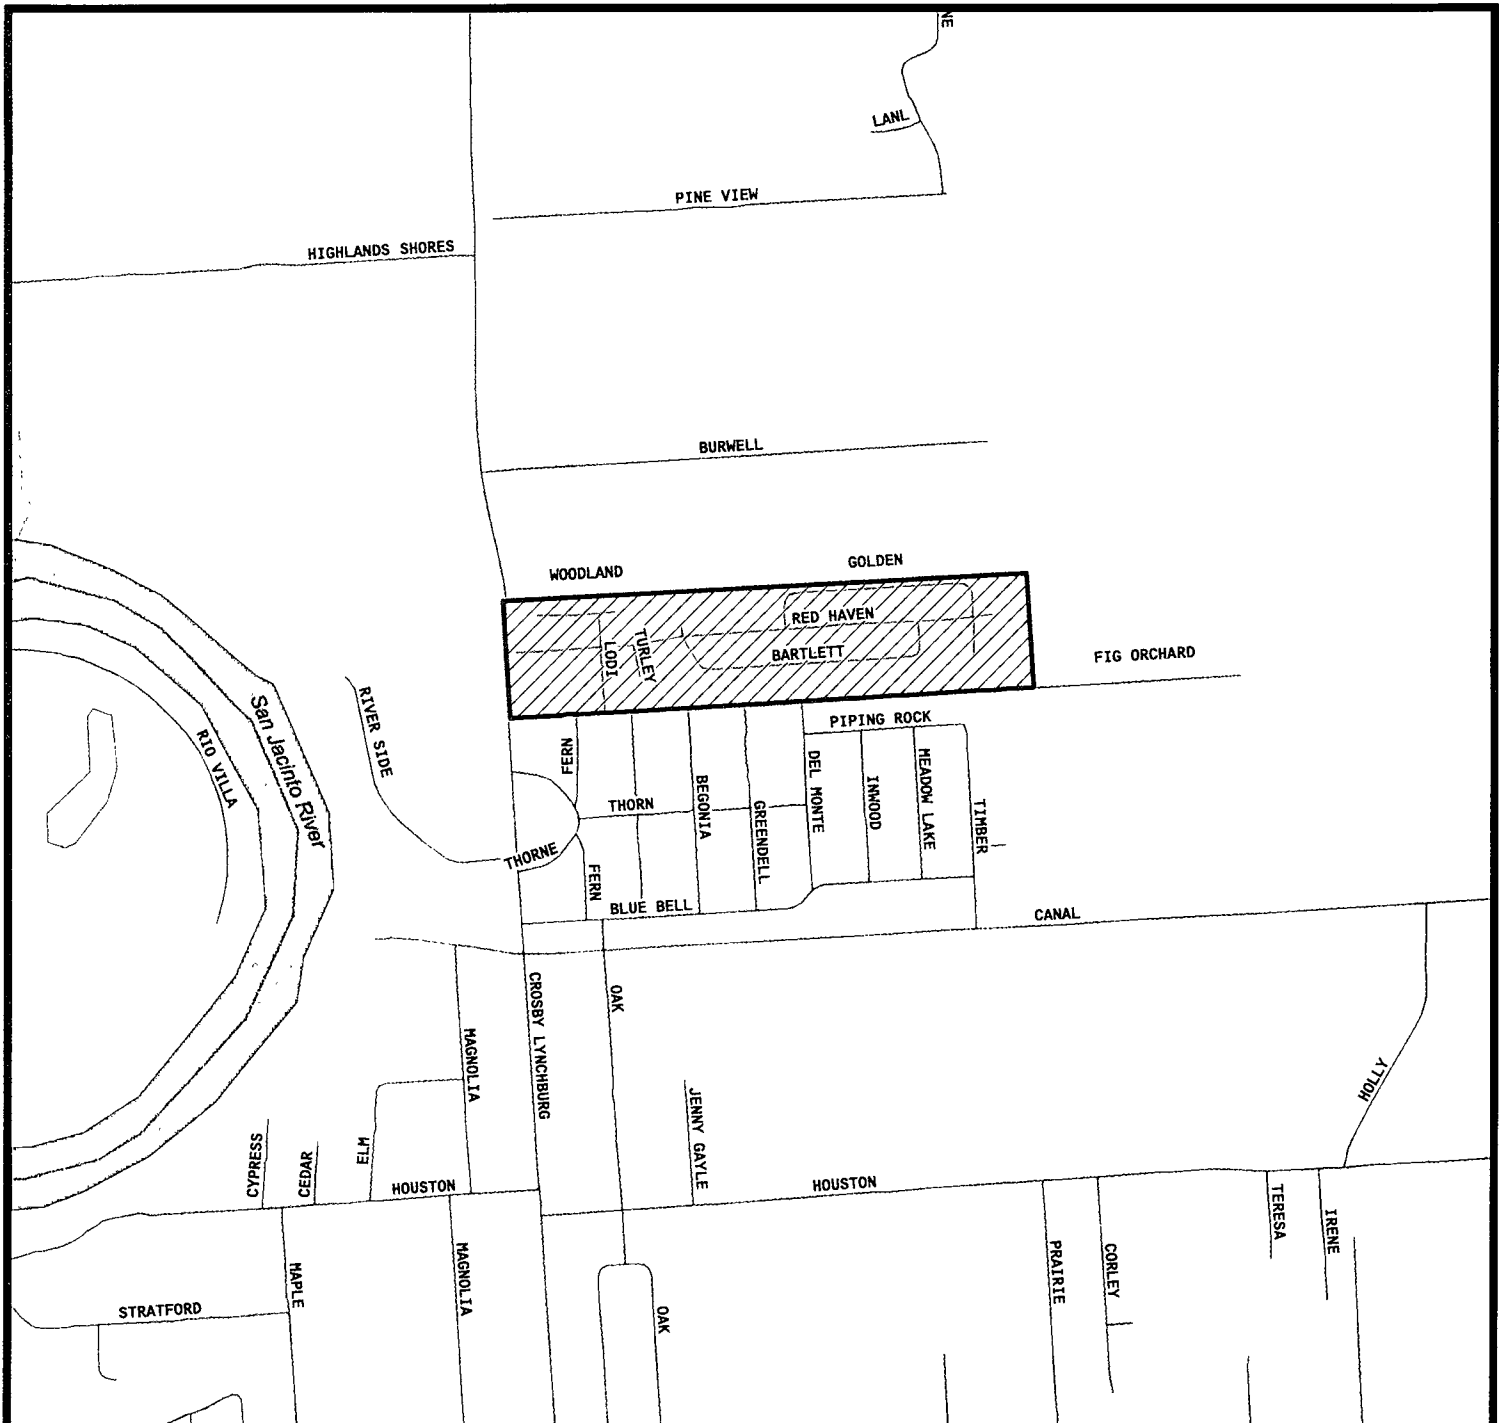 NE
LANL
PINE VIEW
HIGHLANDS SHORES
BURWELL
WOODLAND
GOLDEN
RED HAVEN
TURLEY
LODI
BARTLETT
FIG ORCHARD
RIVER SIDE
San Jacinto River
RIO VILLA
PIPING ROCK
FERN
DEL MONTE
INWOOD
MEADOW LAKE
TIMBER
BEGONIA
GREENDELL
THORN
THORNE
FERN
BLUE BELL
CANAL
CROSBY LYNCHBURG
OAK
MAGNOLIA
HOLLY
JENNY GAYLE
CYPRESS
CEDAR
ELM
HOUSTON
HOUSTON
TERESA
IRENE
MAPLE
MAGNOLIA
PRAIRIE
CORLEY
STRATFORD
OAK